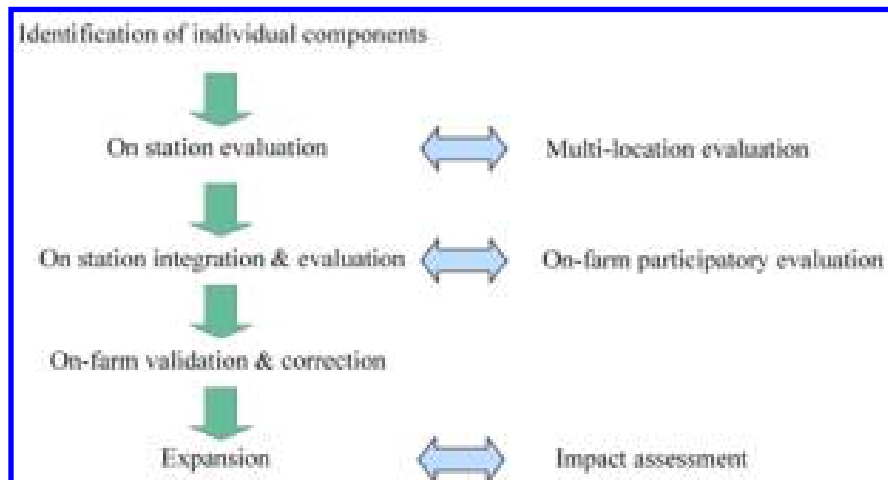 Identification of individual components
On station evaluation
Multi-location evaluation
On station integration & evaluation
On-farm participatory evaluation
On-farm validation & correction
Expansion
Impact assessment